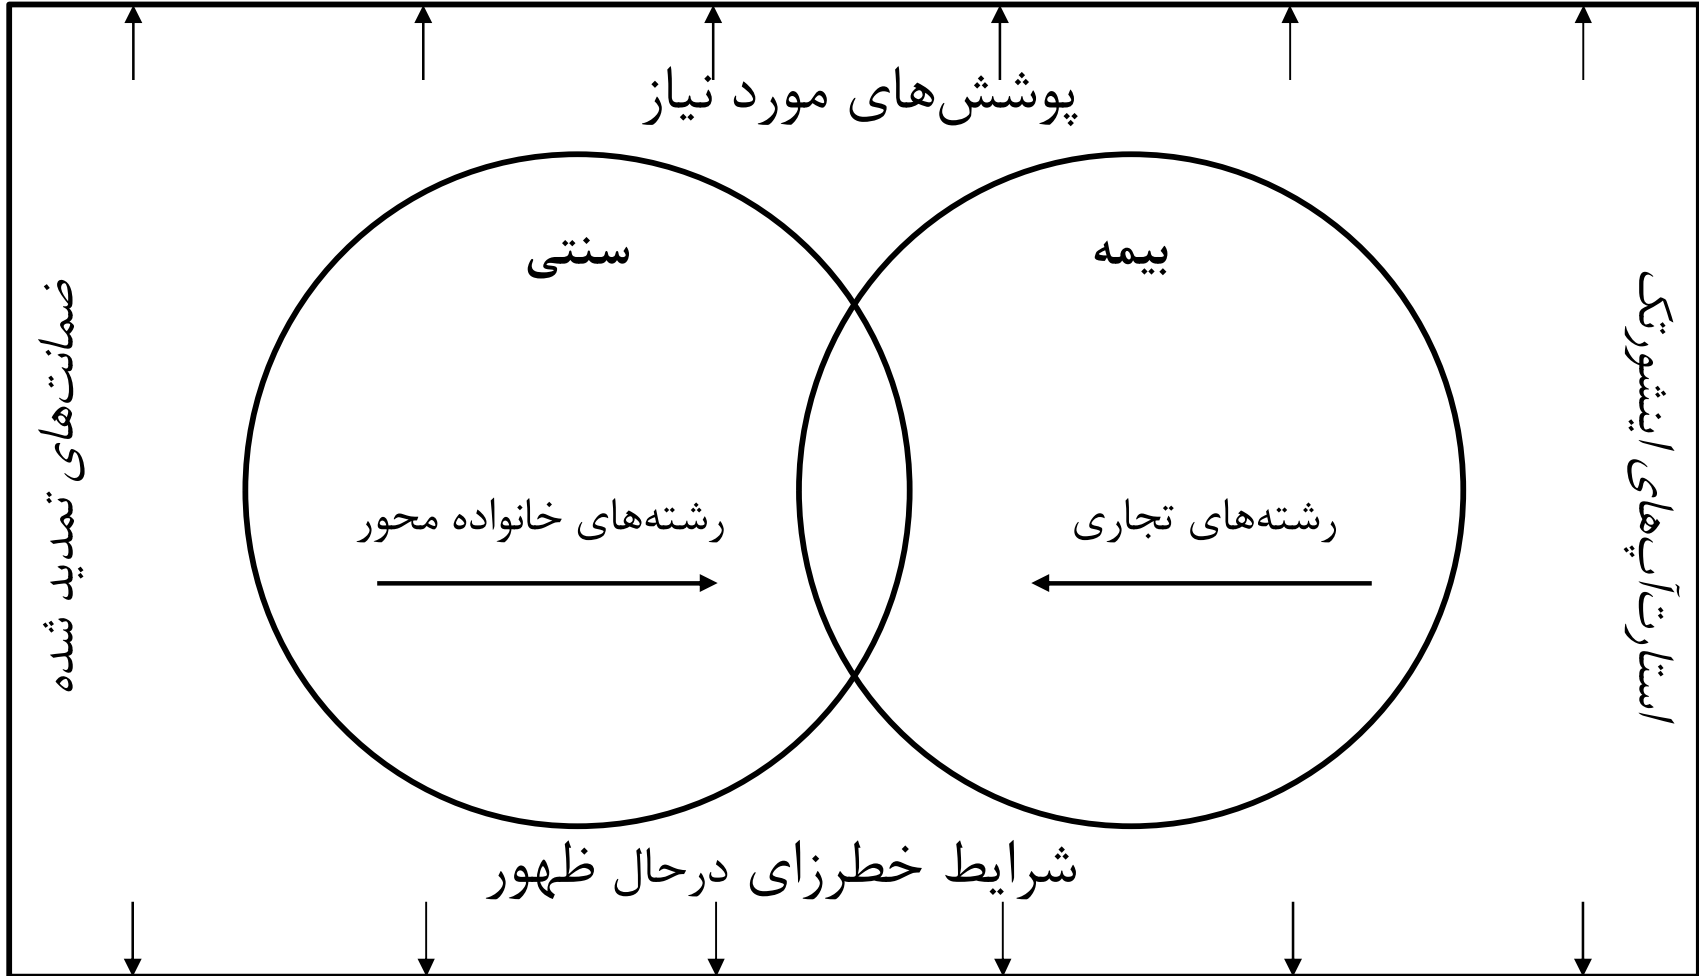 پوشش‌های مورد نیاز
بیمه
سنتی
رشته‌های تجاری
رشته‌های خانواده محور
استارت‌آپ‌های اینشورتک
ضمانت‌های تمدید شده
شرایط خطرزای درحال ظهور